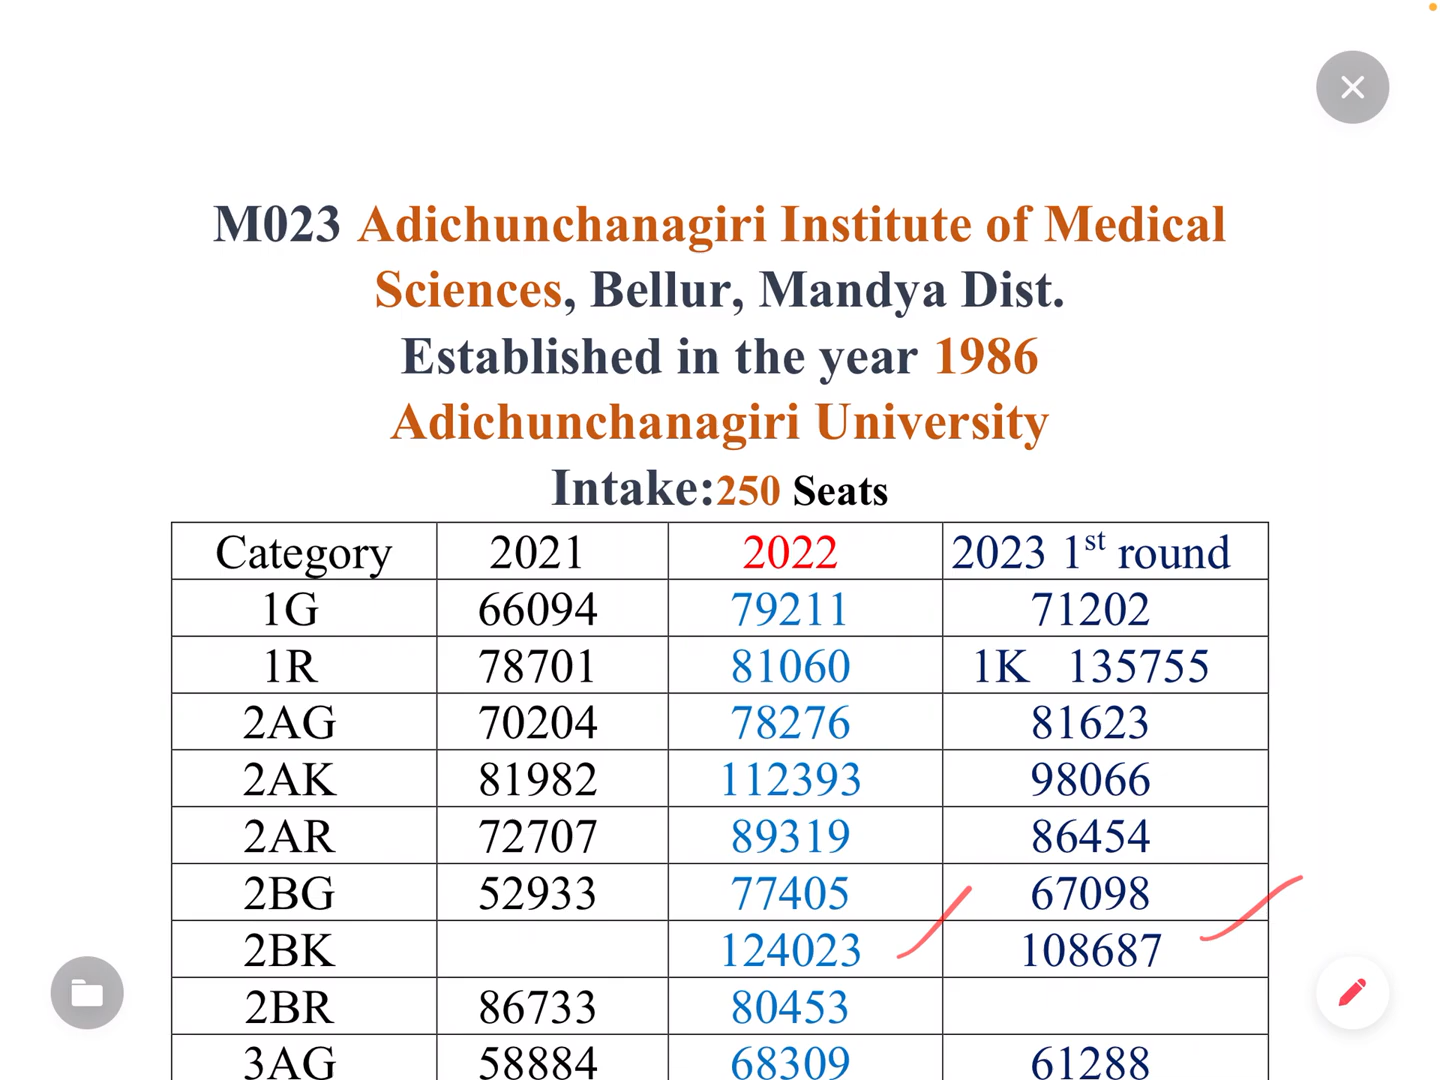 M023 Adichunchanagiri Institute of Medical
Sciences, Bellur, Mandya Dist.
Established in the year 1986
Adichunchanagiri University
Intake:250 Seats
Category 2021 2022 2023 1st round
1G 66094 79211 71202
1R 78701 81060 1K 135755
2AG 70204 78276 81623
2AK 81982 112393 98066
2AR 72707 89319 86454
2BG 52933 77405 67098
2BK 124023 108687
2BR 86733 80453
3AG 58884 68309 61288